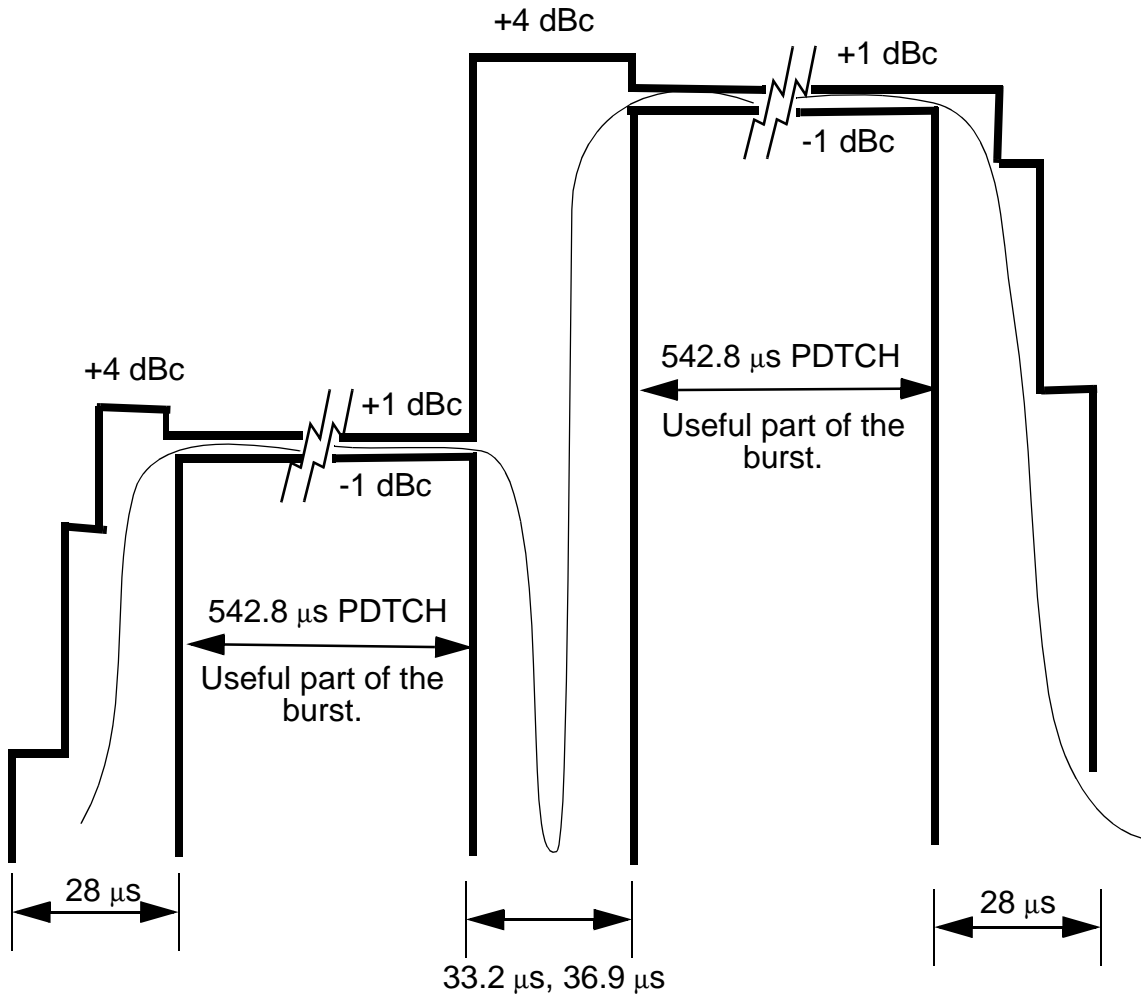 +4 dBc
+1 dBc
-1 dBc
+4 dBc
+1 dBc
-1 dBc
542.8 μs PDTCH
Useful part of the
burst.
542.8 μs PDTCH
Useful part of the
burst.
28 μs
28 μs
33.2 μs, 36.9 μs